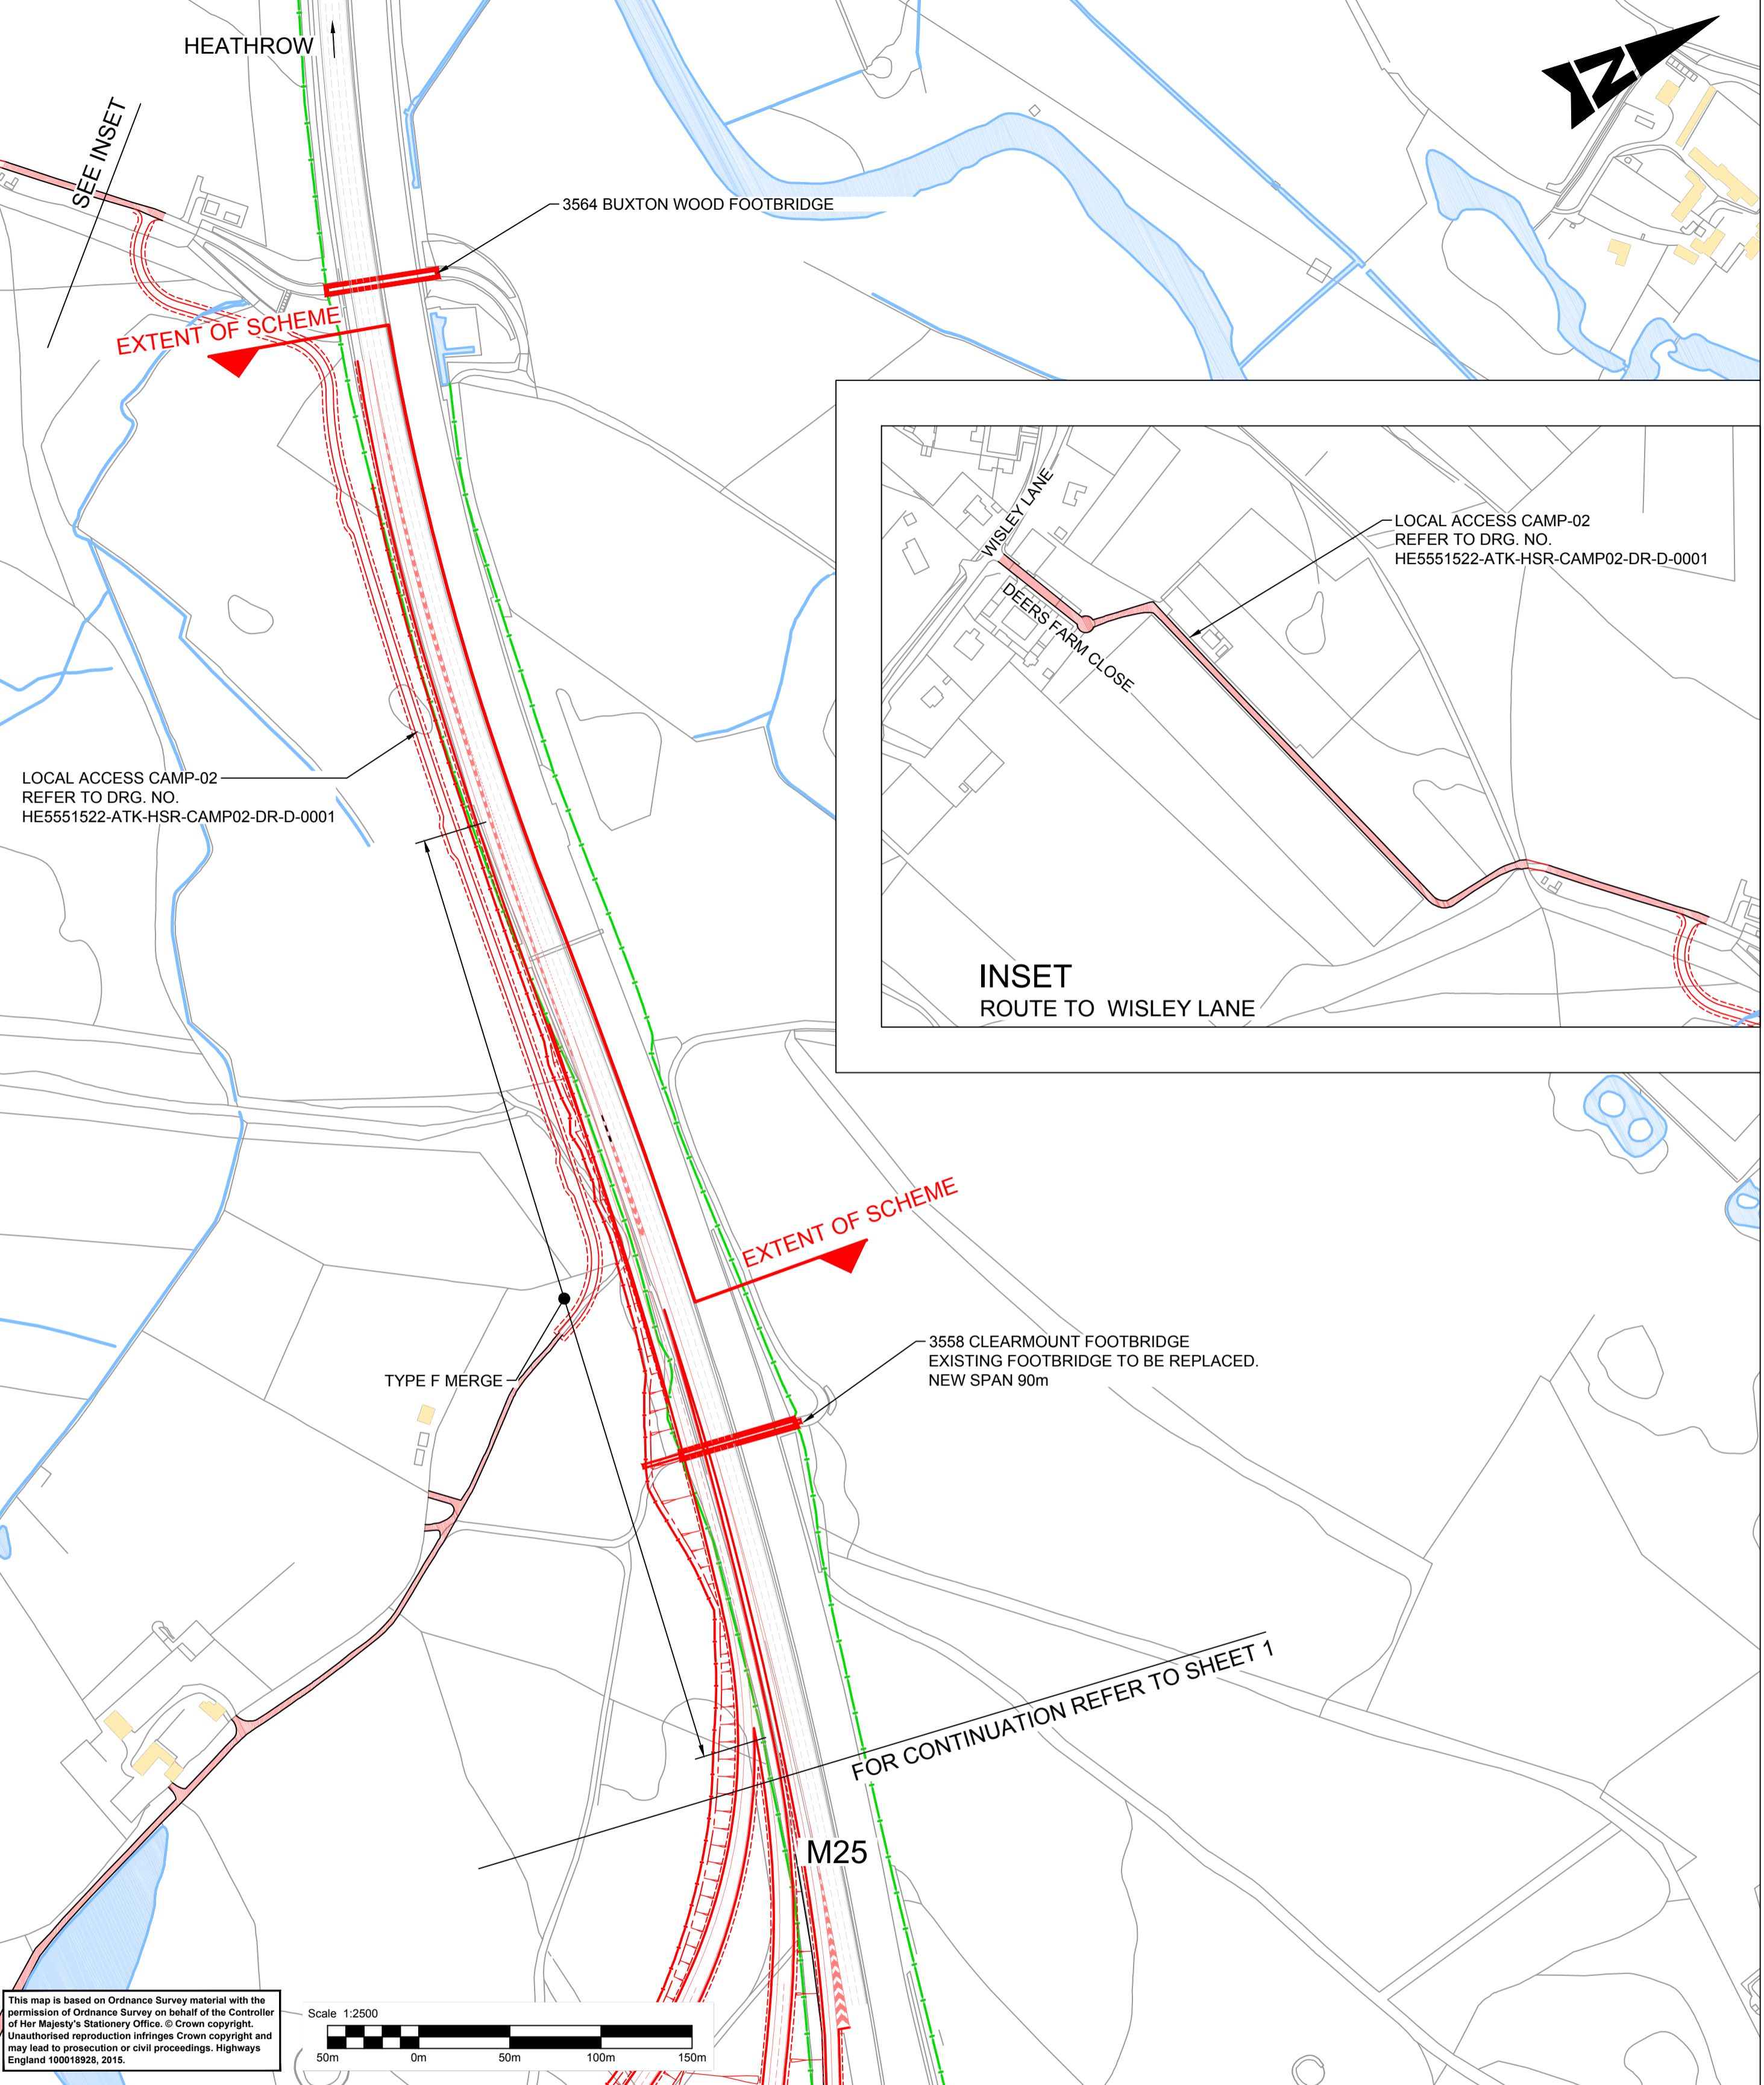 HEATHROW
N
SEE INSET
3564 BUXTON WOOD FOOTBRIDGE
EXTENT OF SCHEME
WISLEY LANE
DEERS FARM CLOSE
LOCAL ACCESS CAMP-02
REFER TO DRG. NO.
HE5551522-ATK-HSR-CAMP02-DR-D-0001
INSET
ROUTE TO WISLEY LANE
LOCAL ACCESS CAMP-02
REFER TO DRG. NO.
HE5551522-ATK-HSR-CAMP02-DR-D-0001
EXTENT OF SCHEME
3558 CLEARMOUNT FOOTBRIDGE
EXISTING FOOTBRIDGE TO BE REPLACED.
NEW SPAN 90m
TYPE F MERGE
FOR CONTINUATION REFER TO SHEET 1
M25
This map is based on Ordnance Survey material with the
permission of Ordnance Survey on behalf of the Controller
of Her Majesty's Stationery Office. © Crown copyright.
Unauthorised reproduction infringes Crown copyright and
may lead to prosecution or civil proceedings. Highways
England 100018928, 2015.
Scale 1:2500
50m 0m 50m 100m 150m